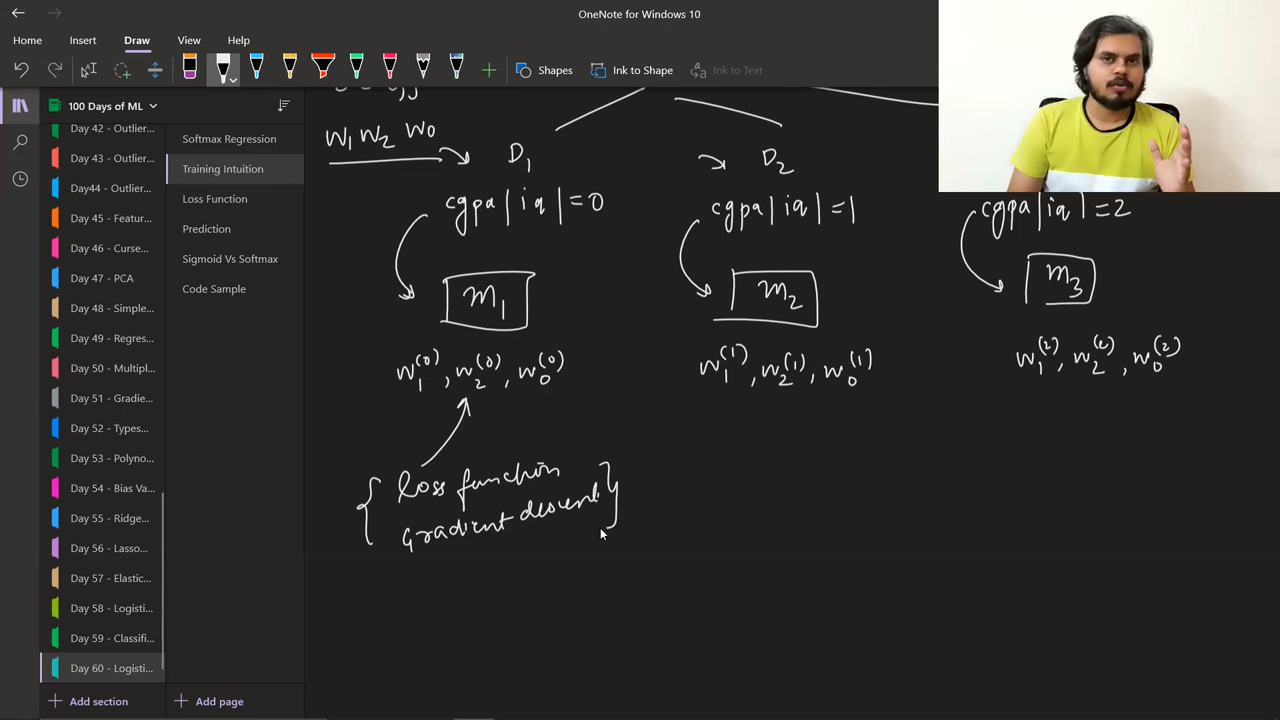 OneNote for Windows 10
Home Insert Draw View Help
Shapes Ink to Shape Ink to Text
100 Days of ML
Day 42 - Outlier...
Day 43 - Outlier...
Day44 - Outlier...
Day 45 - Featur...
Day 46 - Curse...
Day 47 - PCA
Day 48 - Simple...
Day 49 - Regres...
Day 50 - Multipl...
Day 51 - Gradie...
Day 52 - Types...
Day 53 - Polyno...
Day 54 - Bias Va...
Day 55 - Ridge...
Day 56 - Lasso...
Day 57 - Elastic...
Day 58 - Logisti...
Day 59 - Classifi...
Day 60 - Logisti...
Add section
Softmax Regression
Training Intuition
Loss Function
Prediction
Sigmoid Vs Softmax
Code Sample
Add page
W1 W2 W0
D1 D2
cgpa | iq | = 0 cgpa | iq | = 1 cgpa | iq | = 2
m1 m2 m3
w1^(0), w2^(0), w0^(0) w1^(1), w2^(1), w0^(1) w1^(2), w2^(2), w0^(2)
{ loss function
gradient descent }